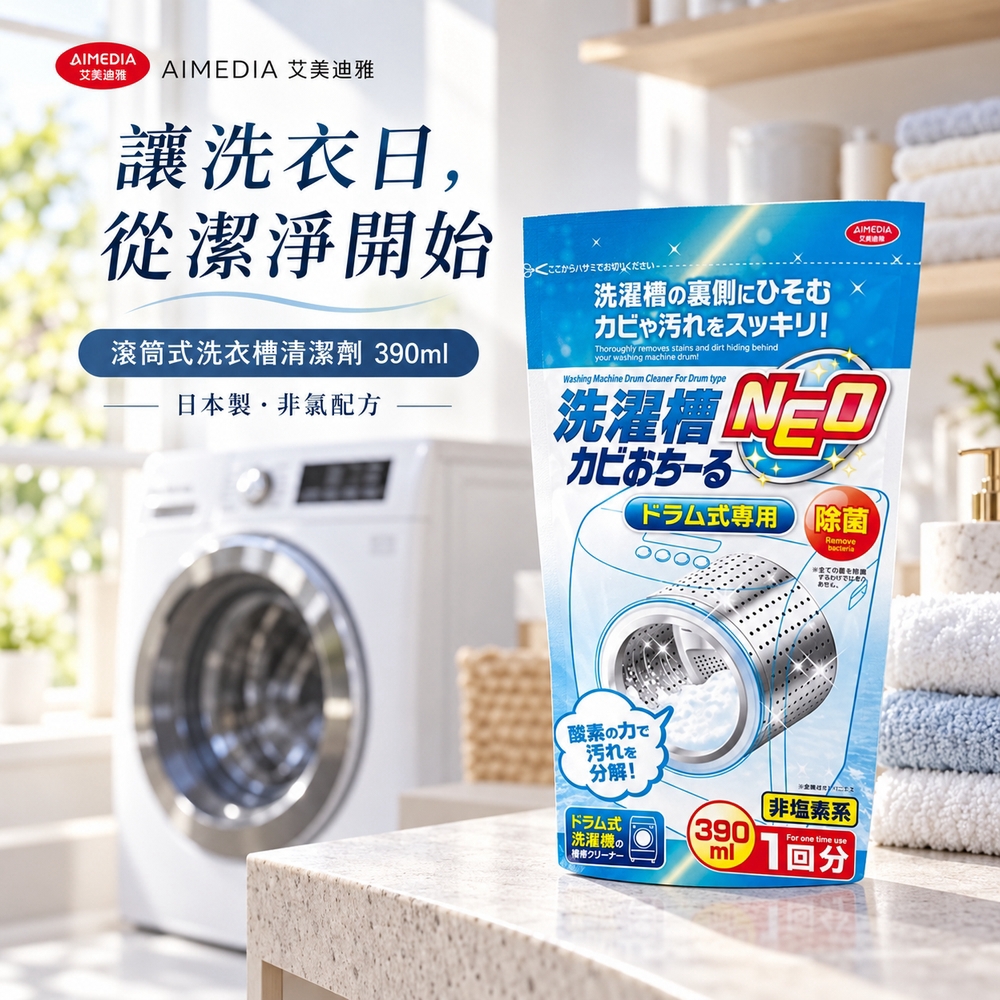 AIMEDIA
艾美迪雅
AIMEDIA 艾美迪雅
讓洗衣日,
從潔淨開始
滾筒式洗衣槽清潔劑 390ml
日本製・非氯配方
AIMEDIA
艾美迪雅
ここからハサミでお切りください
洗濯槽の裏側にひそむ
カビや汚れをスッキリ!
Thoroughly removes stains and dirt hiding behind
your washing machine drum!
Washing Machine Drum Cleaner For Drum type
洗濯槽
カビおちーる
NEO
ドラム式専用
除菌
Remove
bacteria
※全ての菌を除菌
酸素の力で
汚れを
分解!
非塩素系
ドラム式
洗濯機の
クリーナー
390
ml
For one time use
1回分